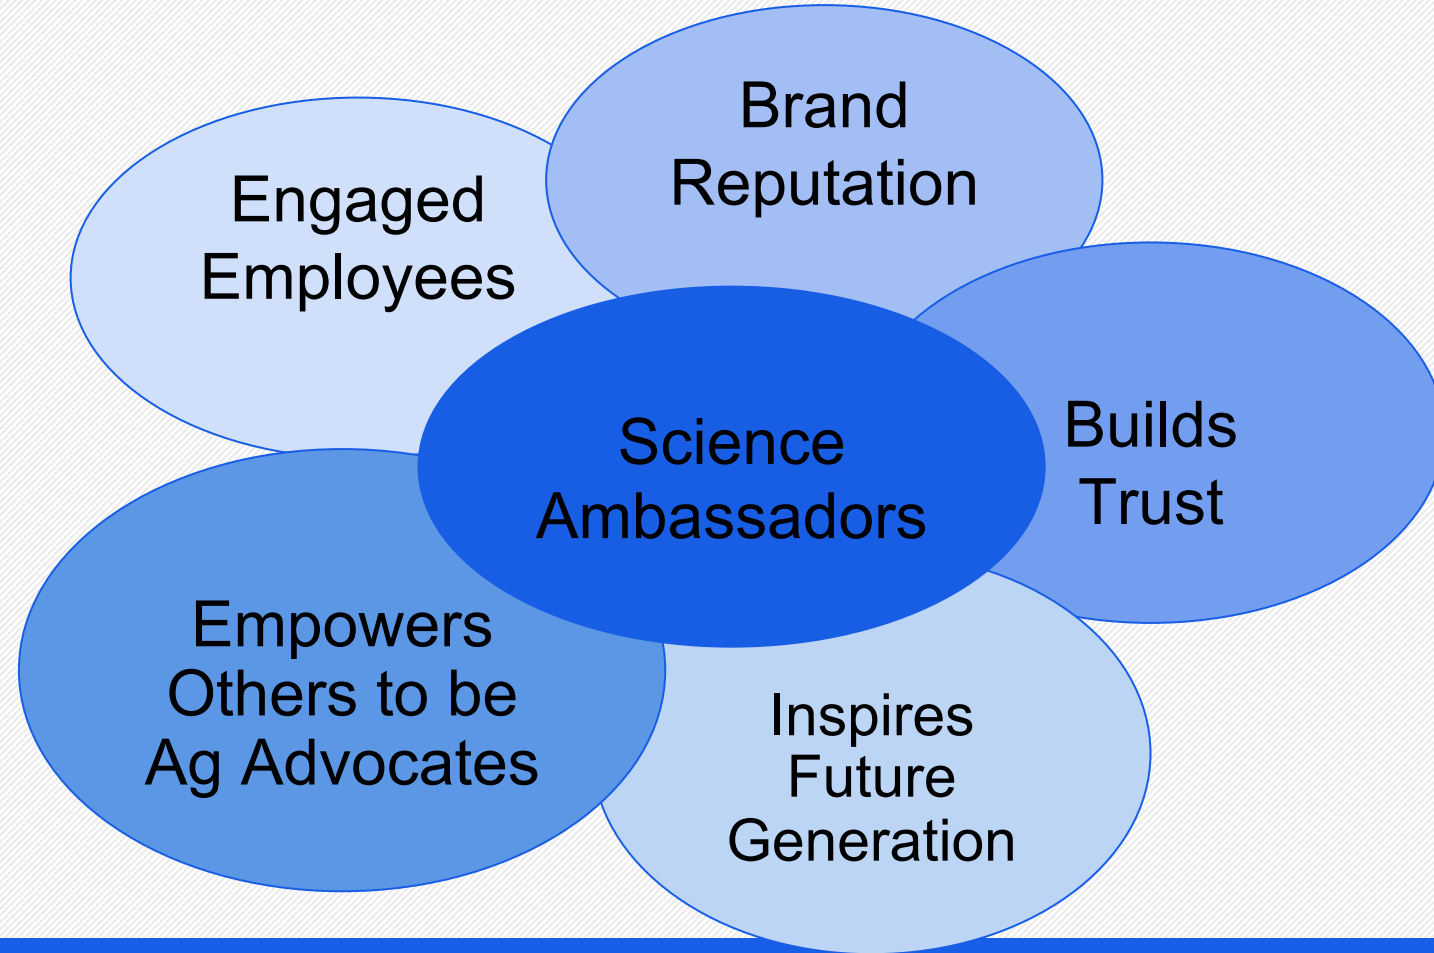 Brand
Reputation
Engaged
Employees
Science
Ambassadors
Builds
Trust
Empowers
Others to be
Ag Advocates
Inspires
Future
Generation